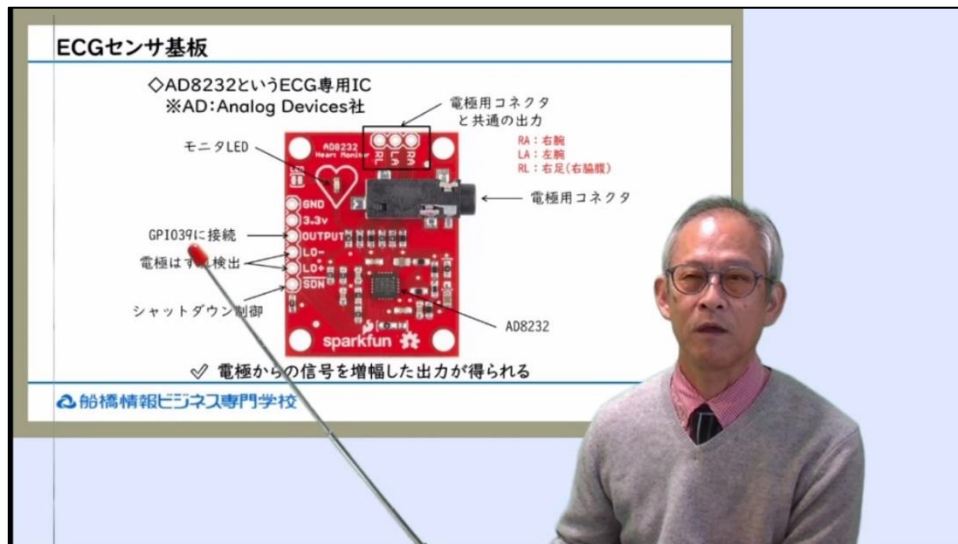 ECGセンサ基板
◇AD8232というECG専用IC
※AD:Analog Devices社
電極用コネクタ
と共通の出力
RA:右腕
LA:左腕
RL:右足(右脇腹)
モニタLED
AD8232
Heart Monitor
RL
LA
RA
電極用コネクタ
GND
3.3v
GPIO39に接続
OUTPUT
LO-
電極は 検出
LO+
SDN
シャットダウン制御
AD8232
sparkfun
電極からの信号を増幅した出力が得られる
船橋情報ビジネス専門学校